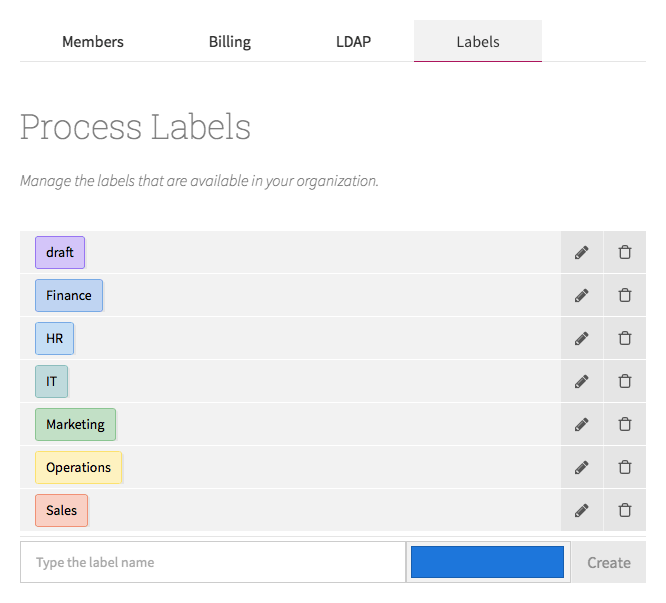 Members Billing LDAP Labels
Process Labels
Manage the labels that are available in your organization.
draft
Finance
HR
IT
Marketing
Operations
Sales
Type the label name Create